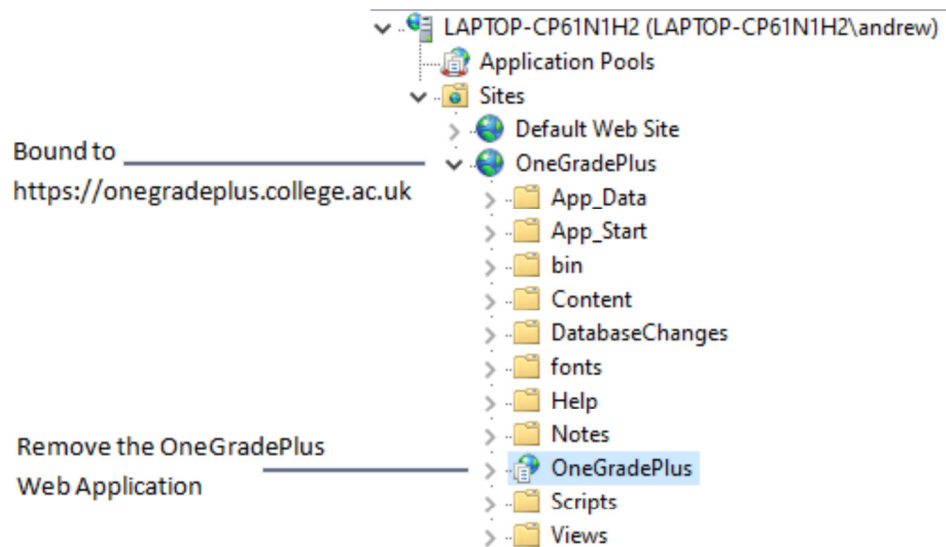 LAPTOP-CP61N1H2 (LAPTOP-CP61N1H2\andrew)
Application Pools
Sites
Default Web Site
Bound to
https://onegradeplus.college.ac.uk
OneGradePlus
App_Data
App_Start
bin
Content
DatabaseChanges
fonts
Help
Notes
Remove the OneGradePlus
Web Application
OneGradePlus
Scripts
Views